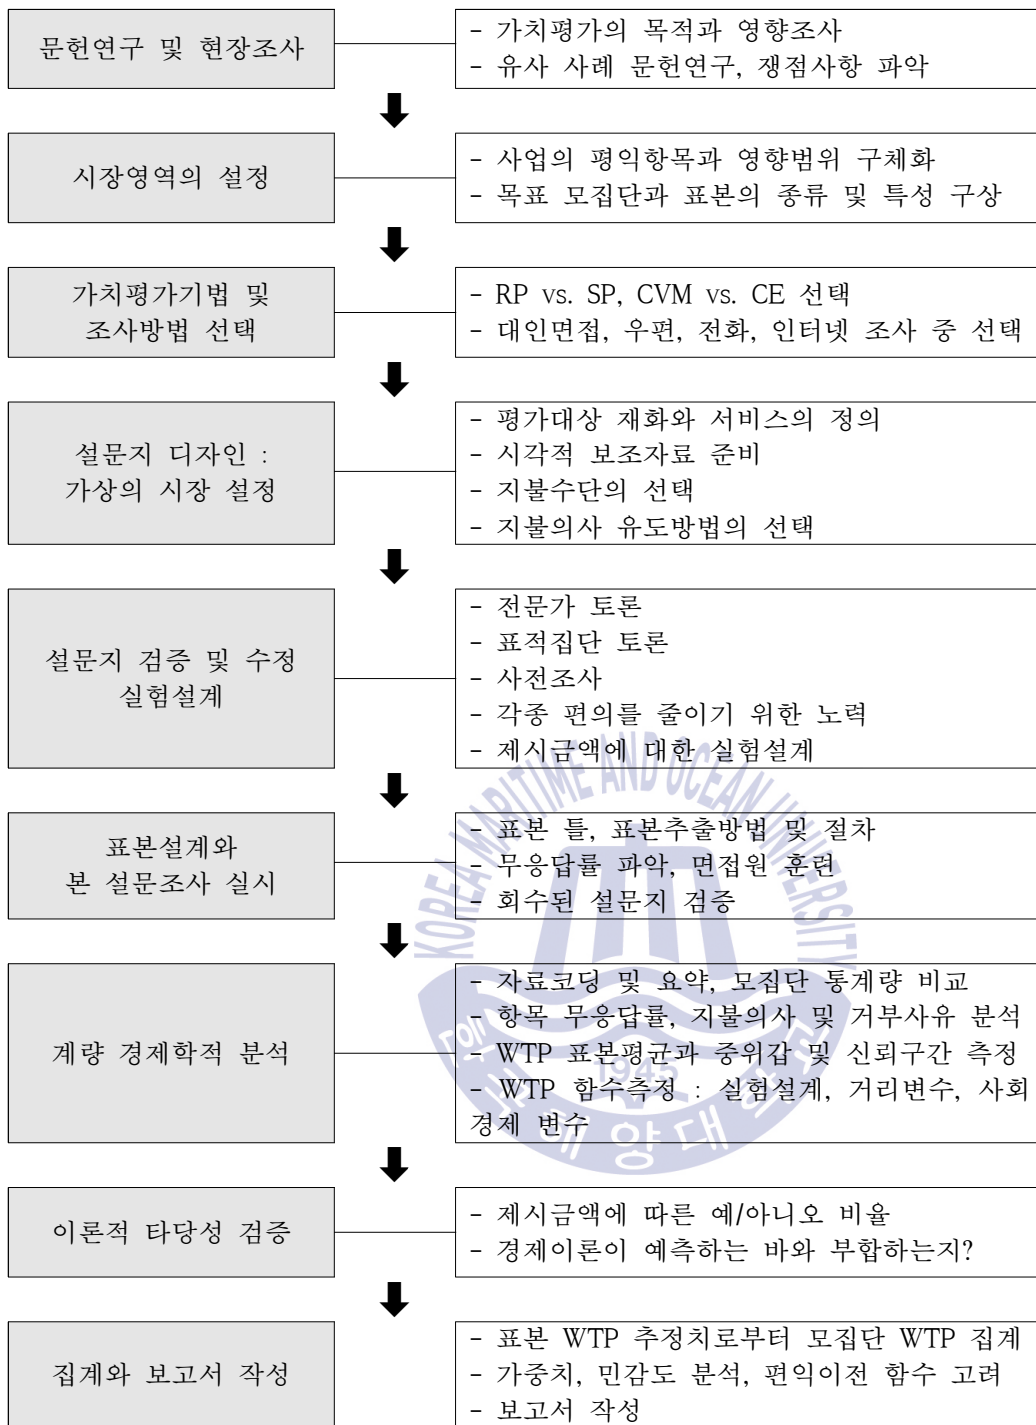 문헌연구 및 현장조사
- 가치평가의 목적과 영향조사
- 유사 사례 문헌연구, 쟁점사항 파악
시장영역의 설정
- 사업의 평익항목과 영향범위 구체화
- 목표 모집단과 표본의 종류 및 특성 구상
가치평가기법 및
조사방법 선택
- RP vs. SP, CVM vs. CE 선택
- 대인면접, 우편, 전화, 인터넷 조사 중 선택
설문지 디자인 :
가상의 시장 설정
- 평가대상 재화와 서비스의 정의
- 시각적 보조자료 준비
- 지불수단의 선택
- 지불의사 유도방법의 선택
설문지 검증 및 수정
실험설계
- 전문가 토론
- 표적집단 토론
- 사전조사
- 각종 편의를 줄이기 위한 노력
- 제시금액에 대한 실험설계
표본설계와
본 설문조사 실시
- 표본 틀, 표본추출방법 및 절차
- 무응답률 파악, 면접원 훈련
- 회수된 설문지 검증
계량 경제학적 분석
- 자료코딩 및 요약, 모집단 통계량 비교
- 항목 무응답률, 지불의사 및 거부사유 분석
- WTP 표본평균과 중위갑 및 신뢰구간 측정
- WTP 함수측정 : 실험설계, 거리변수, 사회
경제 변수
이론적 타당성 검증
- 제시금액에 따른 예/아니오 비율
- 경제이론이 예측하는 바와 부합하는지?
집계와 보고서 작성
- 표본 WTP 추정치로부터 모집단 WTP 집계
- 가중치, 민감도 분석, 편익이전 함수 고려
- 보고서 작성
KOREA MARITIME AND OCEAN UNIVERSITY
1945
한국해양대학교